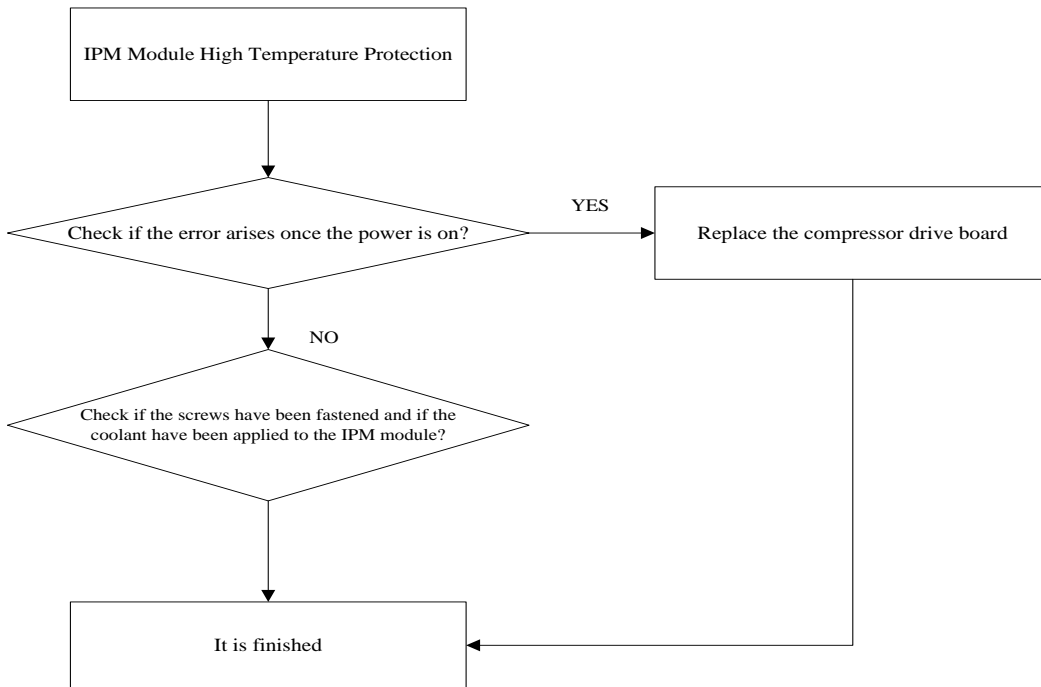 IPM Module High Temperature Protection
YES
Check if the error arises once the power is on?
Replace the compressor drive board
NO
Check if the screws have been fastened and if the
coolant have been applied to the IPM module?
It is finished